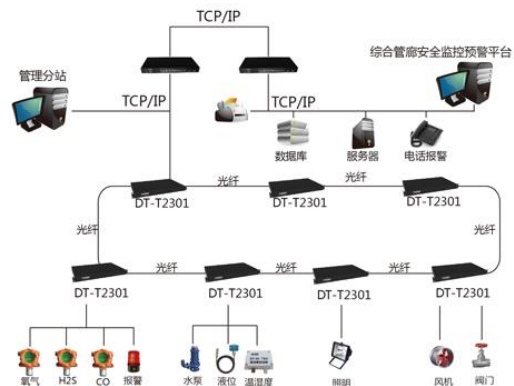 TCP/IP
综合管廊安全监控预警平台
管理分站
TCP/IP
TCP/IP
数据库
服务器
电话报警
光纤
光纤
DT-T2301
DT-T2301
DT-T2301
光纤
光纤
光纤
光纤
光纤
DT-T2301
DT-T2301
DT-T2301
DT-T2301
氧气
H2S
CO
报警
水泵
液位
温湿度
照明
风机
阀门